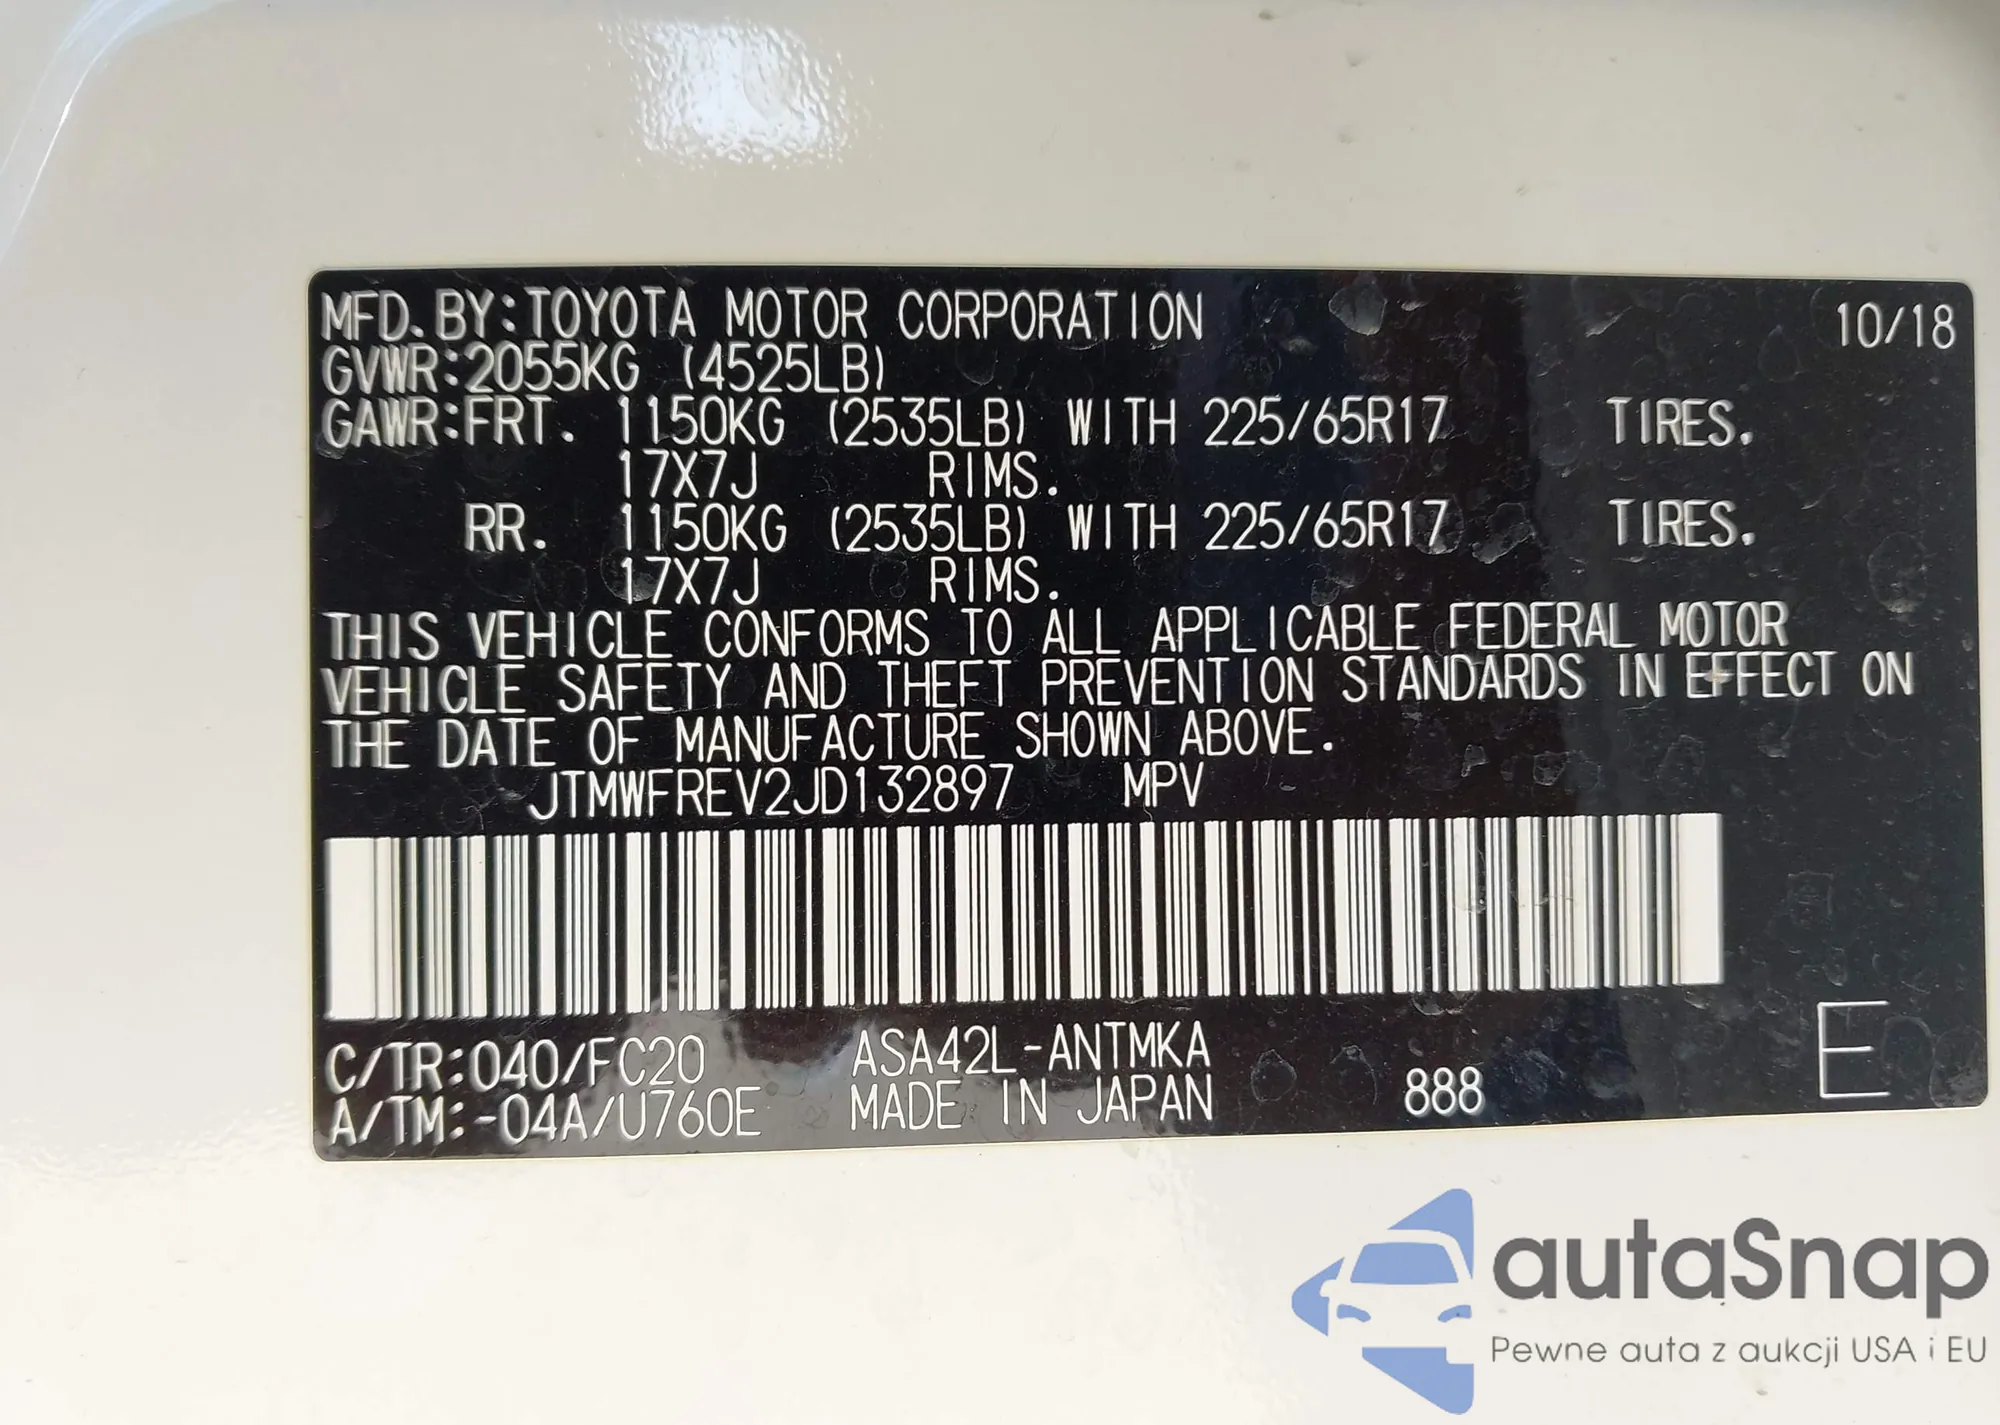 MFD. BY:TOYOTA MOTOR CORPORATION 10/18
GVWR:2055KG (4525LB)
GAWR:FRT. 1150KG (2535LB) WITH 225/65R17 TIRES.
17X7J RIMS.
RR. 1150KG (2535LB) WITH 225/65R17 TIRES.
17X7J RIMS.
THIS VEHICLE CONFORMS TO ALL APPLICABLE FEDERAL MOTOR
VEHICLE SAFETY AND THEFT PREVENTION STANDARDS IN EFFECT ON
THE DATE OF MANUFACTURE SHOWN ABOVE.
JTMWFREV2JD132897 MPV
C/TR:040/FC20 ASA42L-ANTMKA
A/TM:-04A/U760E MADE IN JAPAN 888 E
autaSnap
Pewne auta z aukcji USA i EU